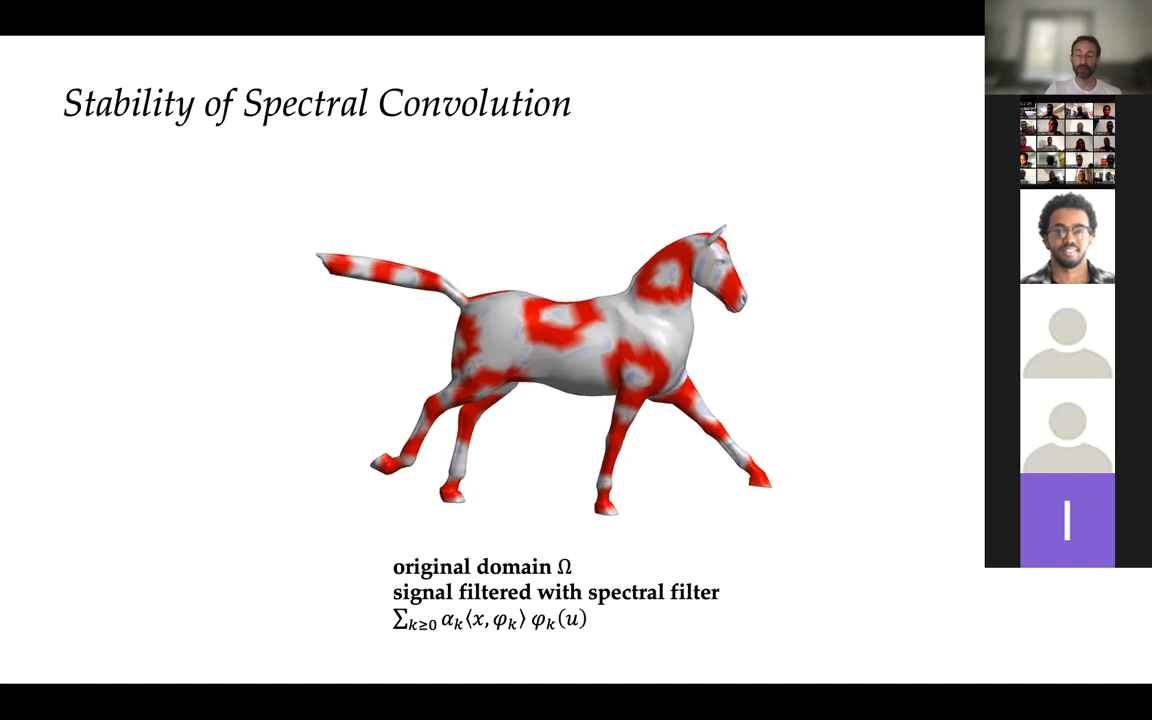 Stability of Spectral Convolution
original domain Ω
signal filtered with spectral filter
∑k≥0 αk⟨x, φk⟩ φk(u)
I